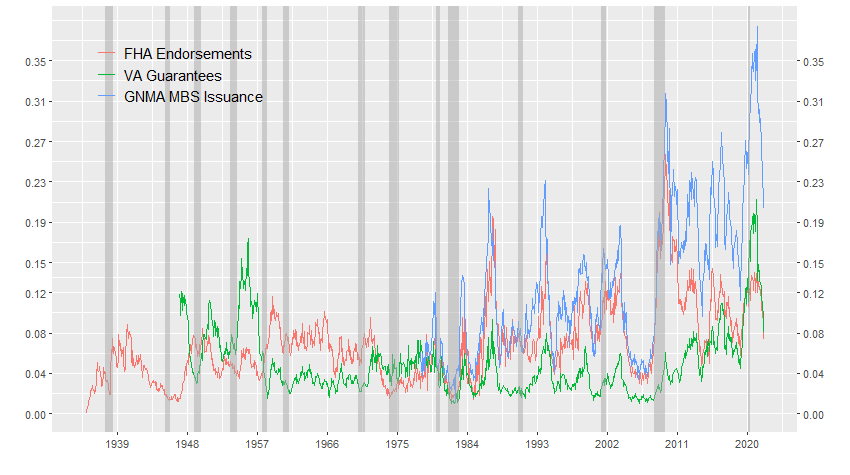 FHA Endorsements
VA Guarantees
GNMA MBS Issuance
0.35 0.35
0.31 0.31
0.27 0.27
0.23 0.23
0.19 0.19
0.15 0.15
0.12 0.12
0.08 0.08
0.04 0.04
0.00 0.00
1939 1948 1957 1966 1975 1984 1993 2002 2011 2020